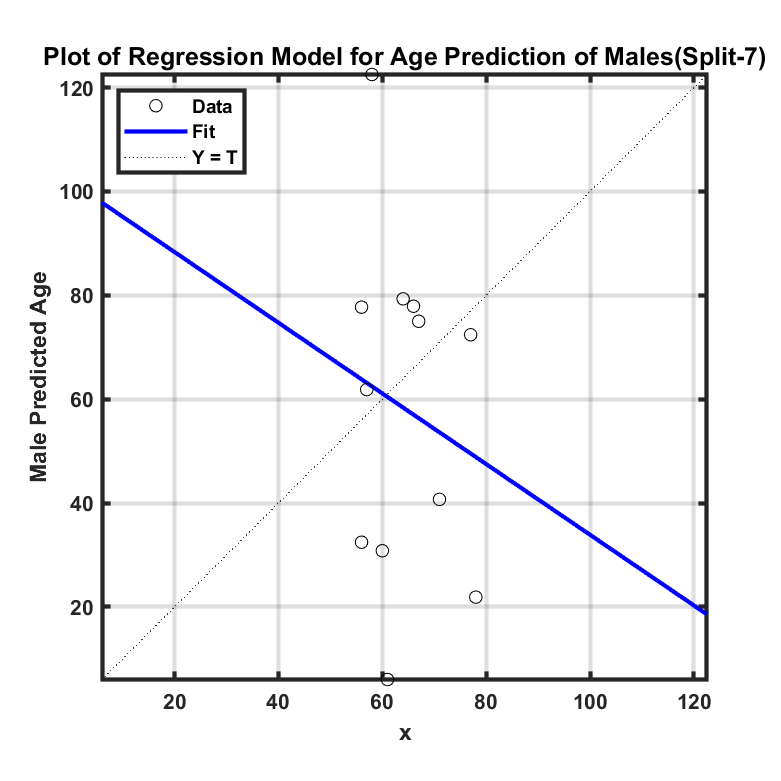 Plot of Regression Model for Age Prediction of Males(Split-7)
Data
Fit
Y = T
Male Predicted Age
120
100
80
60
40
20
20 40 60 80 100 120
x